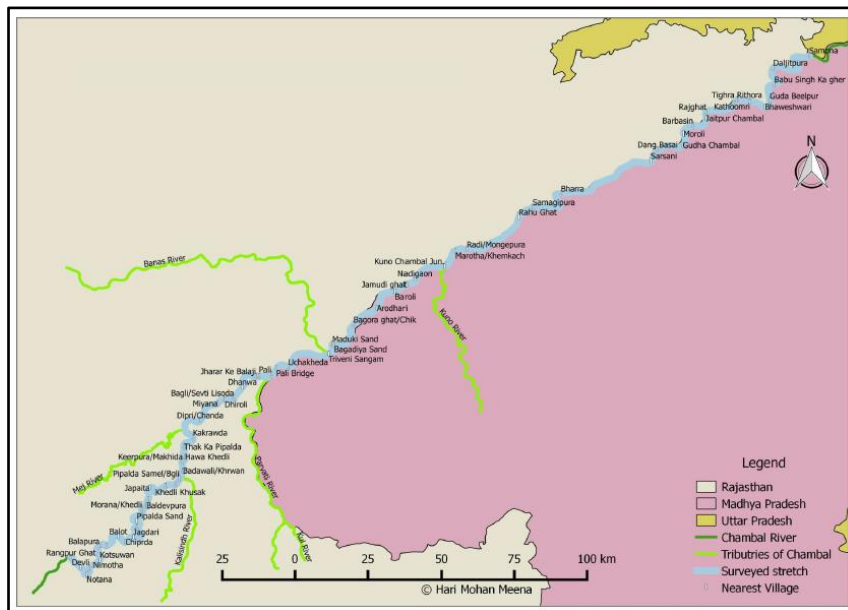 Sampna
Daljitpura
Babu Singh Ka gher
Tighra Rithora
Guda Beelpur
Rajghat
Kathoomri
Bhaweshwari
Barbasin
Jaitpur Chambal
Moroli
Dang Basai
Gudha Chambal
Sarsani
N
Bharra
Samagipura
Rahu Ghat
Radi/Mongepura
Marotha/Khemkach
Kuno Chambal Jun.
Banas River
Nadigaon
Jamudi ghat
Baroli
Arodhari
Bagora ghat/Chik
Kuno River
Maduki Sand
Bagadiya Sand
Uchakheda
Triveni Sangam
Jharar Ke Balaji
Pali
Pali Bridge
Dhanwa
Bagli/Sevti Lisoda
Miyana
Dhiroli
Dipri/Chanda
Kakrawda
Thak Ka Pipalda
Keerpura/Makhida
Hawa Khedli
Mej River
Pipalda Samel/Bgli
Badawali/Khrwan
Parvati River
Japaita
Khedli Khusak
Morana/Khedli
Baldevpura
Pipalda Sand
Balot
Jagdari
Balapura
Chiprda
Rangpur Ghat
Kotsuwan
Devli
Nimotha
Notana
Kalisindh River
Kul River
25 0 25 50 75 100 km
© Hari Mohan Meena
Legend
Rajasthan
Madhya Pradesh
Uttar Pradesh
Chambal River
Tributries of Chambal
Surveyed stretch
Nearest Village